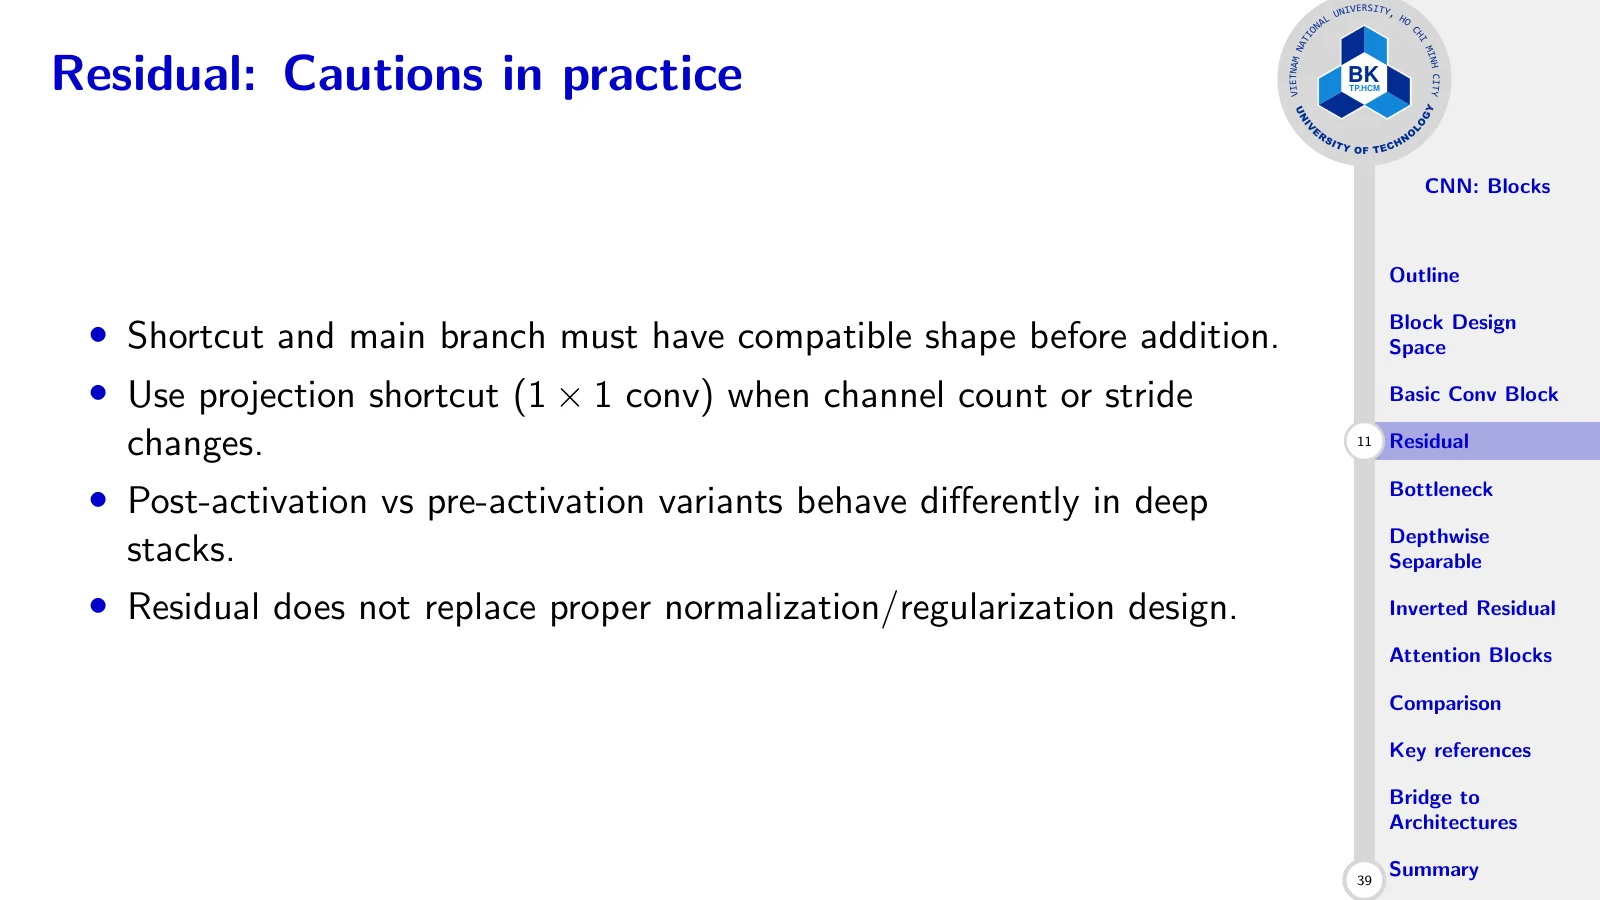 Residual: Cautions in practice
• Shortcut and main branch must have compatible shape before addition.
• Use projection shortcut (1 × 1 conv) when channel count or stride
changes.
• Post-activation vs pre-activation variants behave differently in deep
stacks.
• Residual does not replace proper normalization/regularization design.
VIETNAM NATIONAL UNIVERSITY, HO CHI MINH CITY
BK
TP.HCM
UNIVERSITY OF TECHNOLOGY
CNN: Blocks
Outline
Block Design
Space
Basic Conv Block
11 Residual
Bottleneck
Depthwise
Separable
Inverted Residual
Attention Blocks
Comparison
Key references
Bridge to
Architectures
Summary
39